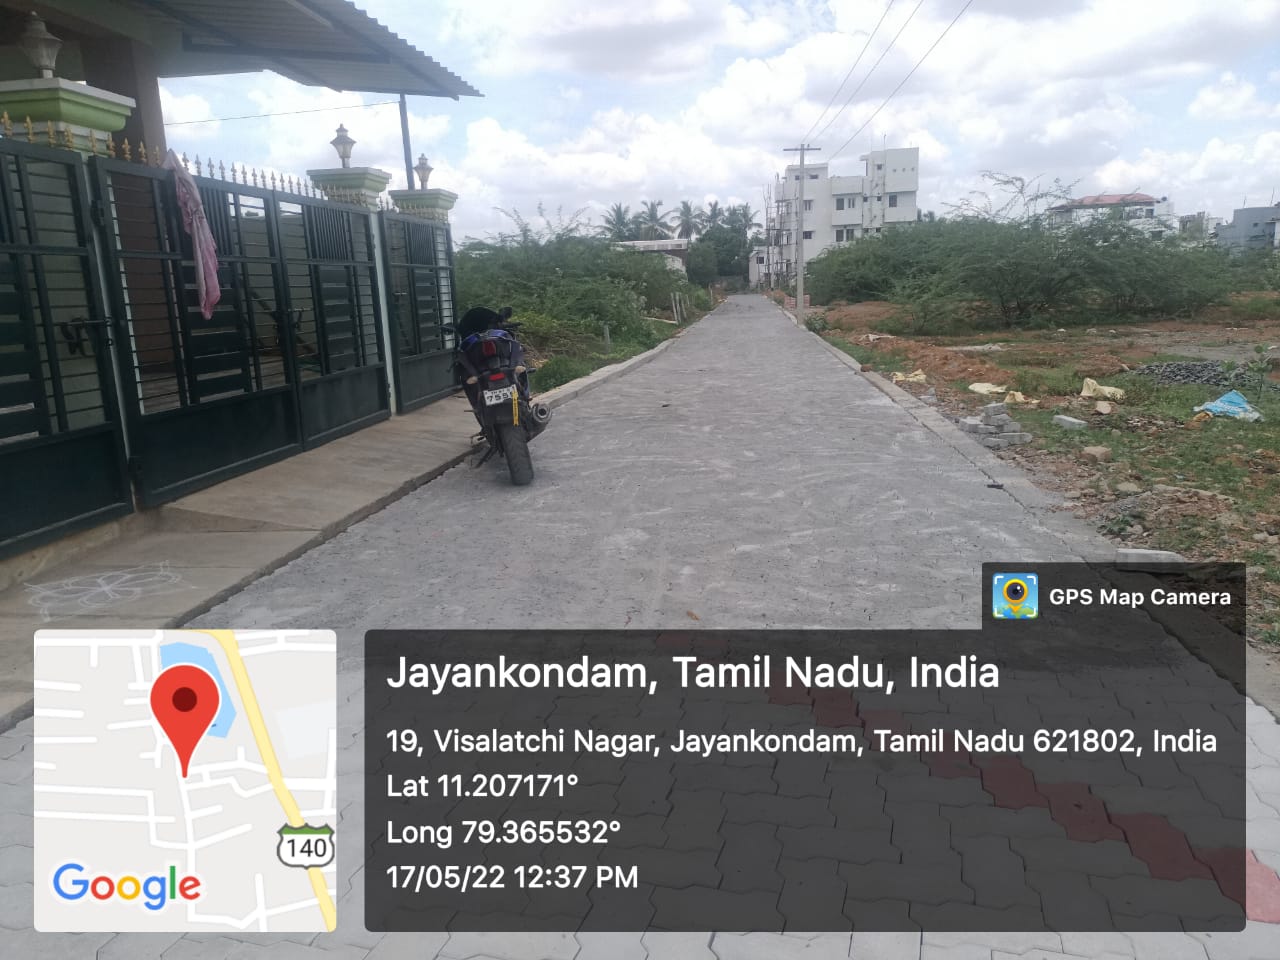 7551
GPS Map Camera
Jayankondam, Tamil Nadu, India
19, Visalatchi Nagar, Jayankondam, Tamil Nadu 621802, India
Lat 11.207171°
Long 79.365532°
17/05/22 12:37 PM
140
Google